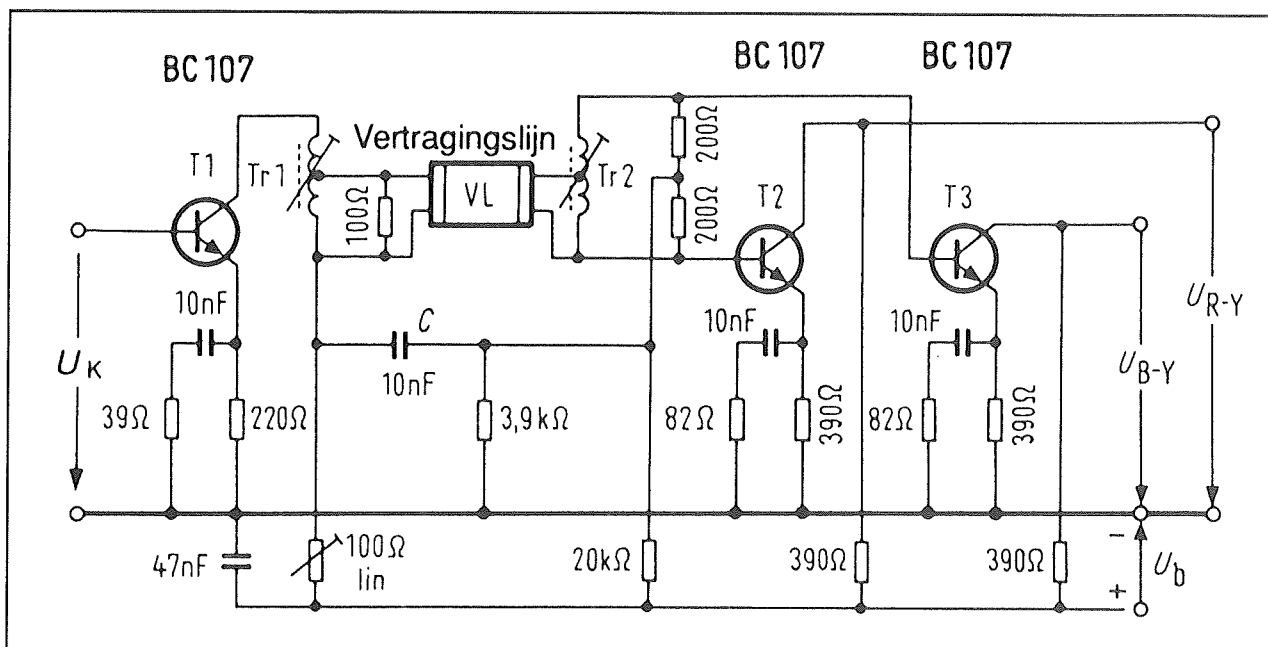 BC 107
BC 107
BC 107
T1
Tr 1
Vertragingslijn
VL
100Ω
Tr 2
200Ω
200Ω
T2
T3
10nF
C
10nF
10nF
10nF
U_K
U_B-Y
U_R-Y
39Ω
220Ω
3,9kΩ
82Ω
390Ω
82Ω
390Ω
47nF
100Ω
lin
20kΩ
390Ω
390Ω
−
U_b
+